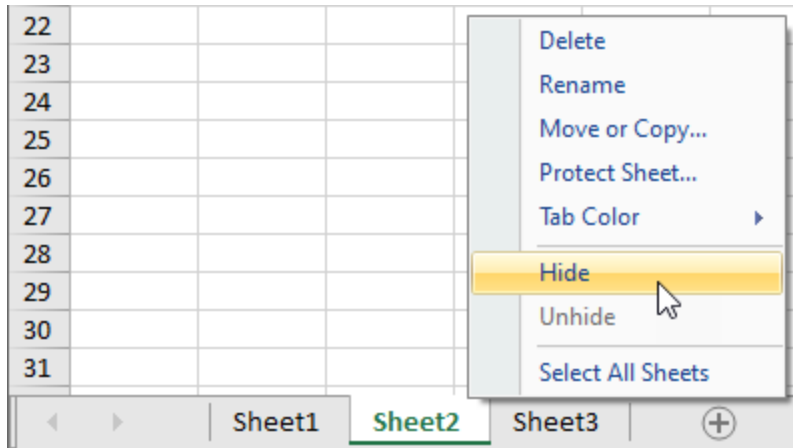 22
23
24
25
26
27
28
29
30
31
Delete
Rename
Move or Copy...
Protect Sheet...
Tab Color
Hide
Unhide
Select All Sheets
Sheet1 Sheet2 Sheet3